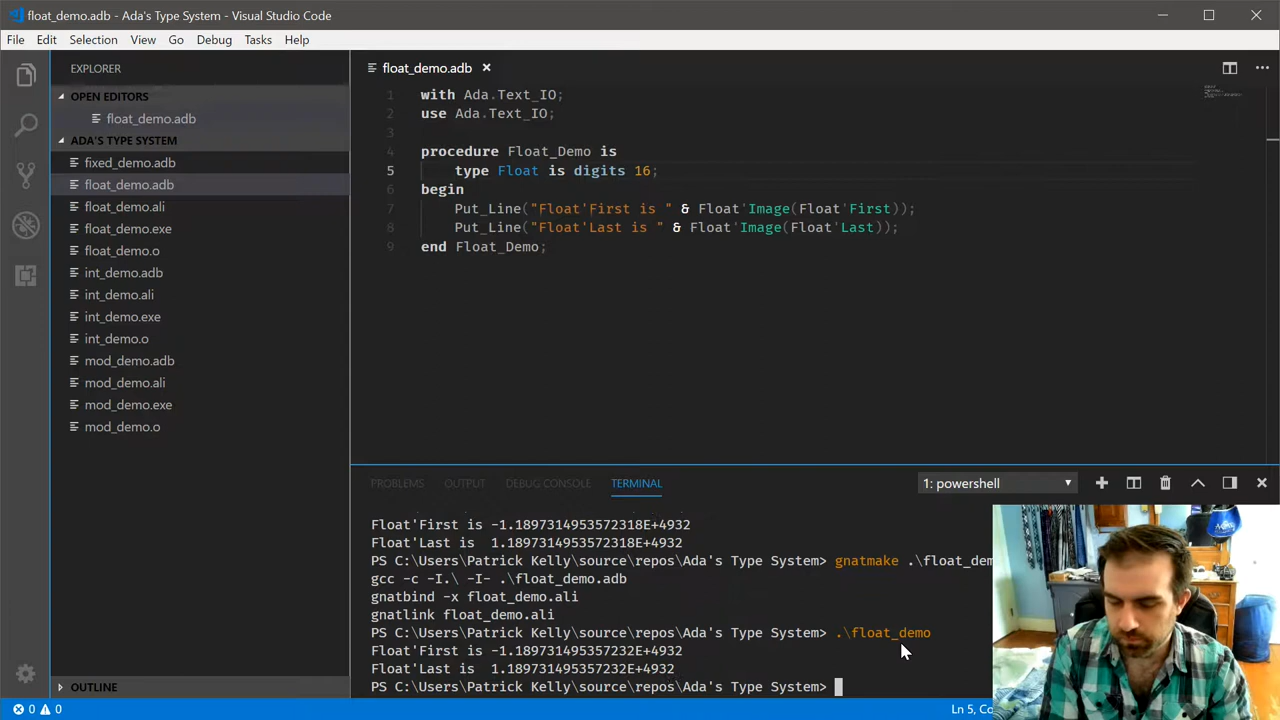 float_demo.adb - Ada's Type System - Visual Studio Code
File Edit Selection View Go Debug Tasks Help
EXPLORER
OPEN EDITORS
float_demo.adb
ADA'S TYPE SYSTEM
fixed_demo.adb
float_demo.adb
float_demo.ali
float_demo.exe
float_demo.o
int_demo.adb
int_demo.ali
int_demo.exe
int_demo.o
mod_demo.adb
mod_demo.ali
mod_demo.exe
mod_demo.o
OUTLINE
float_demo.adb
1 with Ada.Text_IO;
2 use Ada.Text_IO;
3
4 procedure Float_Demo is
5 type Float is digits 16;
6 begin
7 Put_Line("Float'First is " & Float'Image(Float'First));
8 Put_Line("Float'Last is " & Float'Image(Float'Last));
9 end Float_Demo;
PROBLEMS OUTPUT DEBUG CONSOLE TERMINAL 1: powershell
Float'First is -1.1897314953572318E+4932
Float'Last is 1.1897314953572318E+4932
PS C:\Users\Patrick Kelly\source\repos\Ada's Type System> gnatmake .\float_dem
gcc -c -I.\ -I- .\float_demo.adb
gnatbind -x float_demo.ali
gnatlink float_demo.ali
PS C:\Users\Patrick Kelly\source\repos\Ada's Type System> .\float_demo
Float'First is -1.189731495357232E+4932
Float'Last is 1.189731495357232E+4932
PS C:\Users\Patrick Kelly\source\repos\Ada's Type System>
0 0 Ln 5, Co